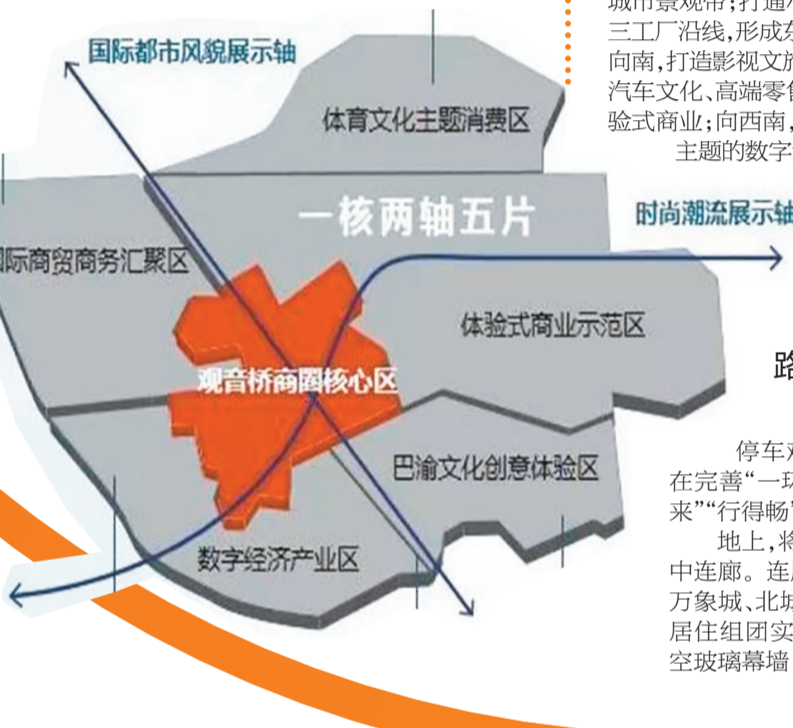 国际都市风貌展示轴
体育文化主题消费区
一核两轴五片
时尚潮流展示轴
际商贸商务汇聚区
体验式商业示范区
观音桥商圈核心区
巴渝文化创意体验区
数字经济产业区
三工厂沿线,形成东
向南,打造影视文旅
汽车文化、高端零售
验式商业;向西南,
主题的数字
路
停车难
在完善“一环
来”“行得畅”
地上,将
中连廊。连廊
万象城、北城
居住组团实
空玻璃幕墙